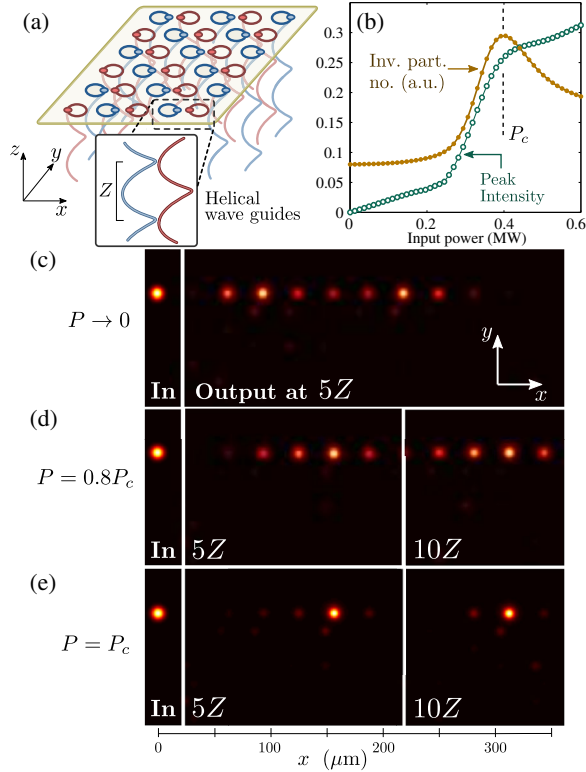 (a)
z
y
x
Z
Helical
wave guides
(b)
0.3
0.25
0.2
0.15
0.1
0.05
0
Inv. part.
no. (a.u.)
P_c
Peak
Intensity
0
0.2
0.4
0.6
Input power (MW)
(c)
P → 0
In
Output at 5Z
y
x
(d)
P = 0.8P_c
In
5Z
10Z
(e)
P = P_c
In
5Z
10Z
0
100
200
300
x (μm)